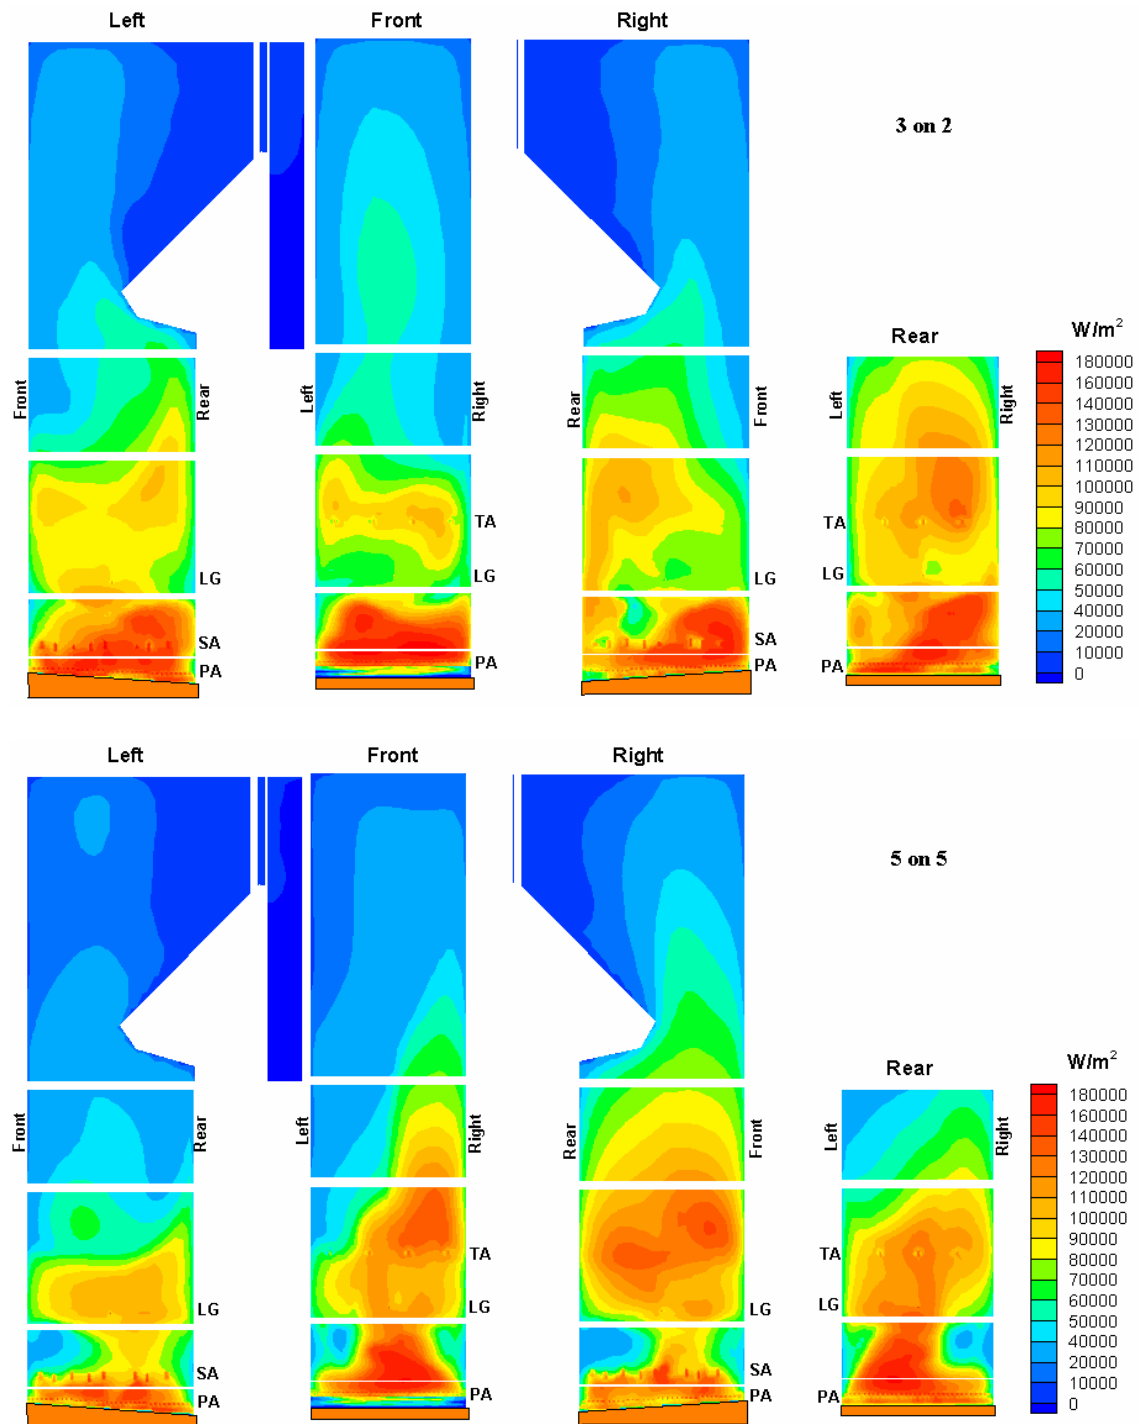 Left Front Right
3 on 2
Rear
W/m²
Front
Rear
Left
Right
Rear
Front
Left
Right
180000
160000
140000
130000
120000
110000
100000
90000
80000
70000
60000
50000
40000
30000
20000
10000
0
TA
TA
LG
LG
LG
SA
SA
PA
PA
PA
PA
Left Front Right
5 on 5
Rear
W/m²
Front
Rear
Left
Right
Rear
Front
Left
Right
180000
160000
140000
130000
120000
110000
100000
90000
80000
70000
60000
50000
40000
30000
20000
10000
0
TA
TA
LG
LG
LG
LG
SA
SA
PA
PA
PA
PA